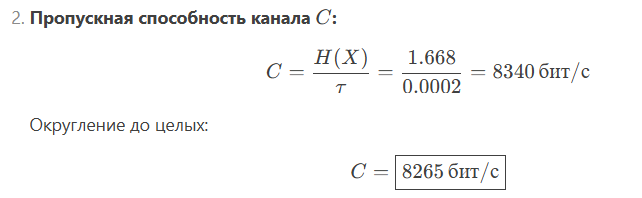 2. Пропускная способность канала C:
C = H(X)/τ = 1.668/0.0002 = 8340 бит/с
Округление до целых:
C = 8265 бит/с